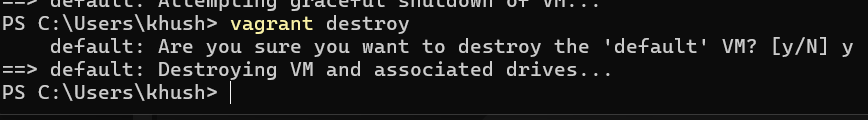 ==> default: Attempting graceful shutdown of VM...
PS C:\Users\khush> vagrant destroy
    default: Are you sure you want to destroy the 'default' VM? [y/N] y
==> default: Destroying VM and associated drives...
PS C:\Users\khush>